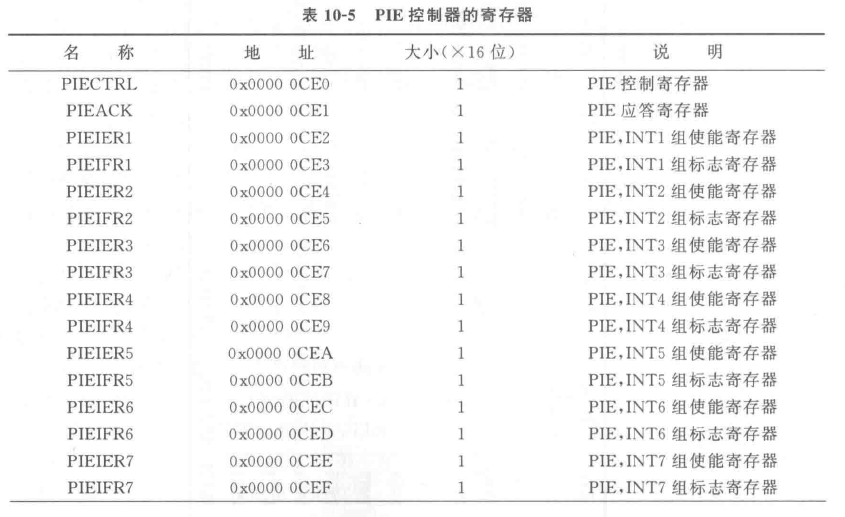 表 10-5 PIE 控制器的寄存器
名 称 地 址 大小(×16 位) 说 明
PIECTRL 0x0000 0CE0 1 PIE 控制寄存器
PIEACK 0x0000 0CE1 1 PIE 应答寄存器
PIEIER1 0x0000 0CE2 1 PIE,INT1 组使能寄存器
PIEIFR1 0x0000 0CE3 1 PIE,INT1 组标志寄存器
PIEIER2 0x0000 0CE4 1 PIE,INT2 组使能寄存器
PIEIFR2 0x0000 0CE5 1 PIE,INT2 组标志寄存器
PIEIER3 0x0000 0CE6 1 PIE,INT3 组使能寄存器
PIEIFR3 0x0000 0CE7 1 PIE,INT3 组标志寄存器
PIEIER4 0x0000 0CE8 1 PIE,INT4 组使能寄存器
PIEIFR4 0x0000 0CE9 1 PIE,INT4 组标志寄存器
PIEIER5 0x0000 0CEA 1 PIE,INT5 组使能寄存器
PIEIFR5 0x0000 0CEB 1 PIE,INT5 组标志寄存器
PIEIER6 0x0000 0CEC 1 PIE,INT6 组使能寄存器
PIEIFR6 0x0000 0CED 1 PIE,INT6 组标志寄存器
PIEIER7 0x0000 0CEE 1 PIE,INT7 组使能寄存器
PIEIFR7 0x0000 0CEF 1 PIE,INT7 组标志寄存器